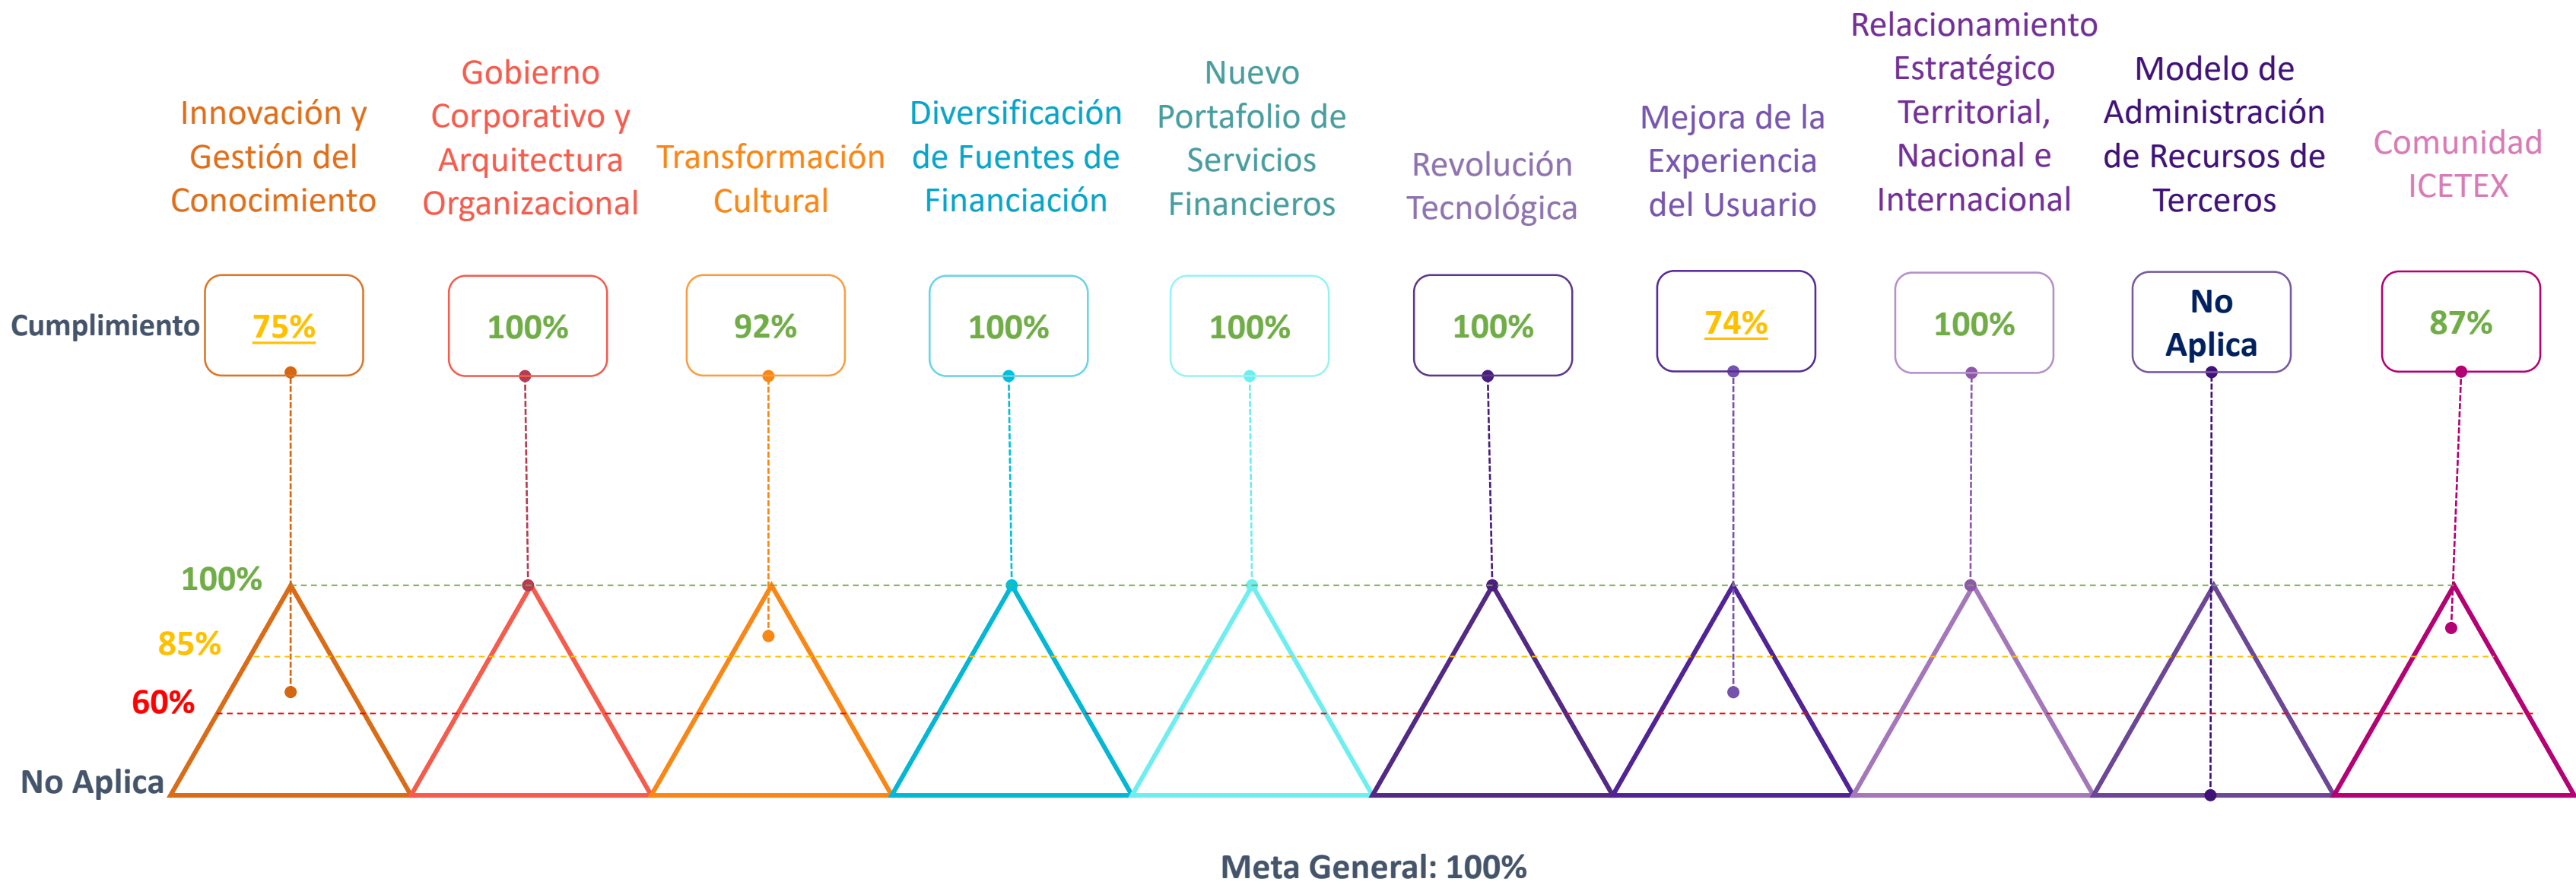 Innovación y
Gestión del
Conocimiento
Gobierno
Corporativo y
Arquitectura
Organizacional
Transformación
Cultural
Diversificación
de Fuentes de
Financiación
Nuevo
Portafolio de
Servicios
Financieros
Revolución
Tecnológica
Mejora de la
Experiencia
del Usuario
Relacionamiento
Estratégico
Territorial,
Nacional e
Internacional
Modelo de
Administración
de Recursos de
Terceros
Comunidad
ICETEX
Cumplimiento
75%
100%
92%
100%
100%
100%
74%
100%
No
Aplica
87%
100%
85%
60%
No Aplica
Meta General: 100%